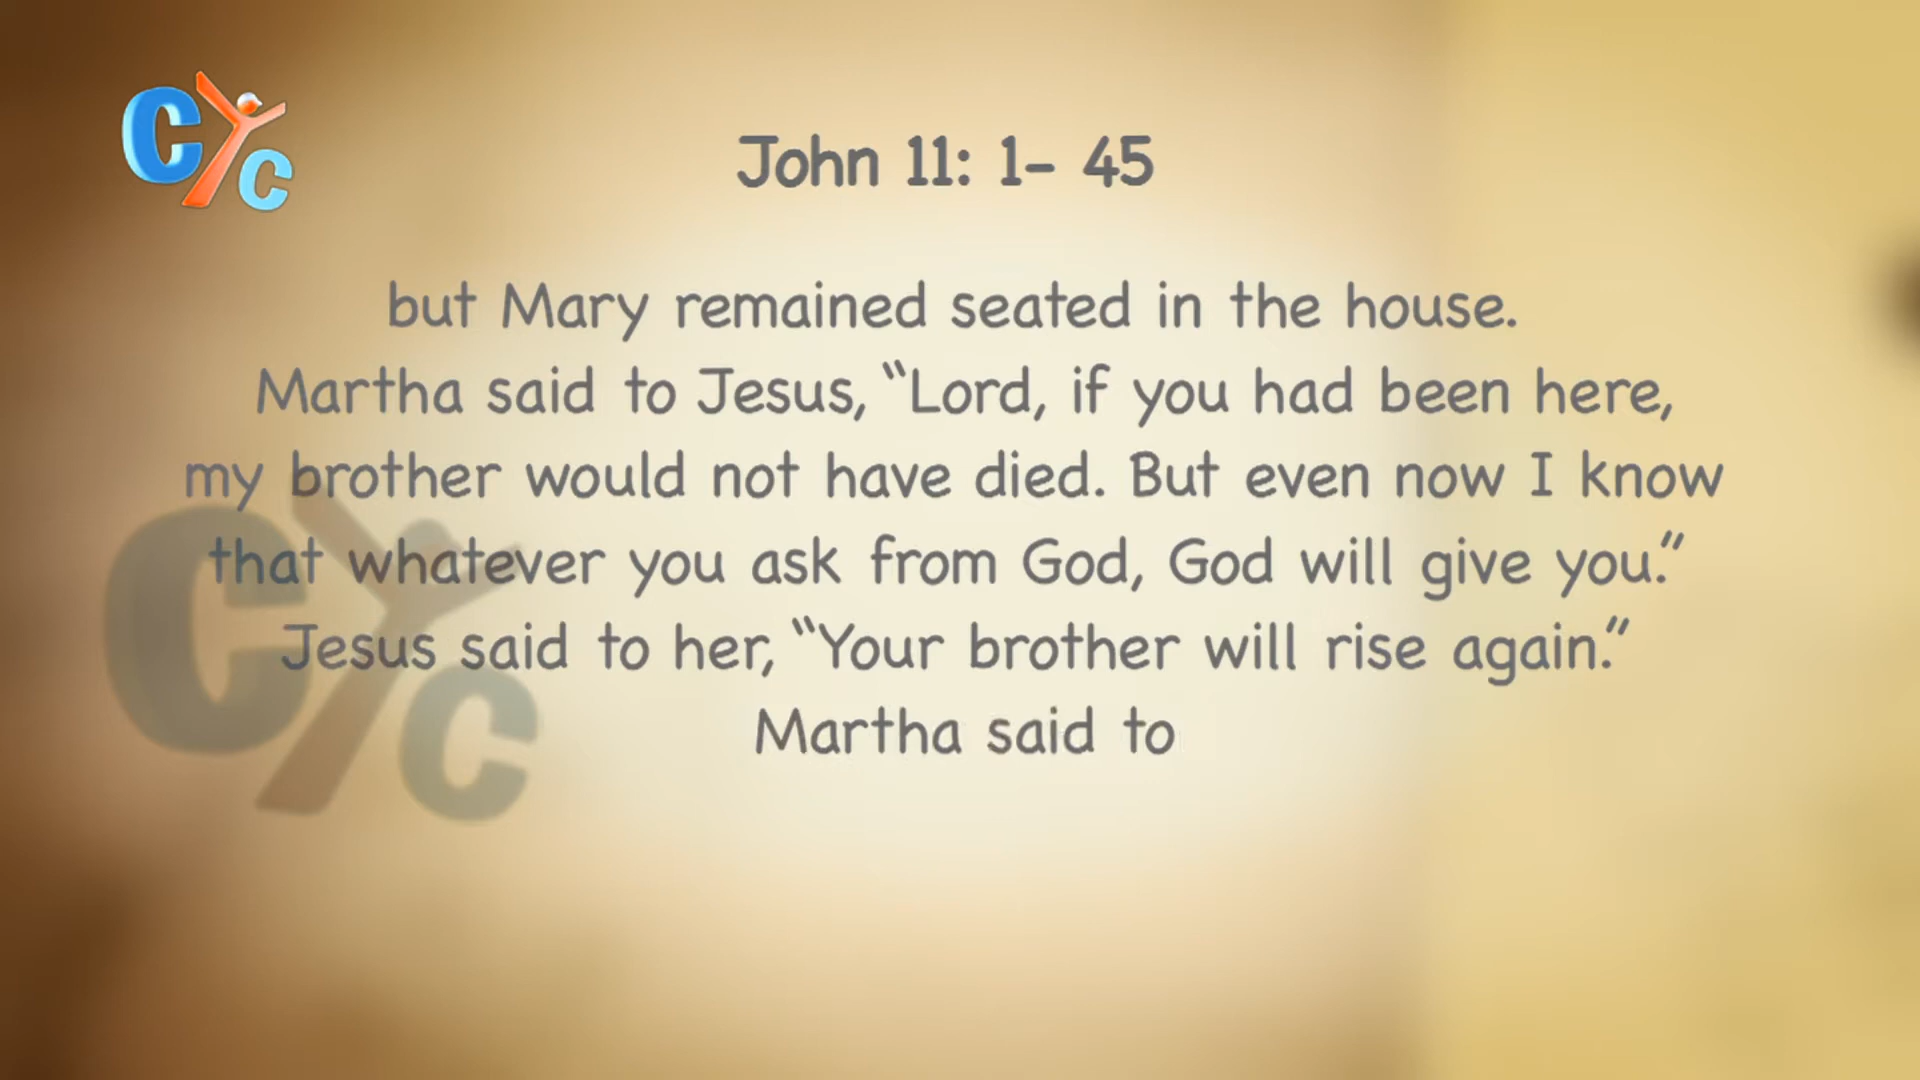 CYC
John 11: 1– 45
but Mary remained seated in the house.
Martha said to Jesus, “Lord, if you had been here,
my brother would not have died. But even now I know
that whatever you ask from God, God will give you.”
Jesus said to her, “Your brother will rise again.”
Martha said to
CYC